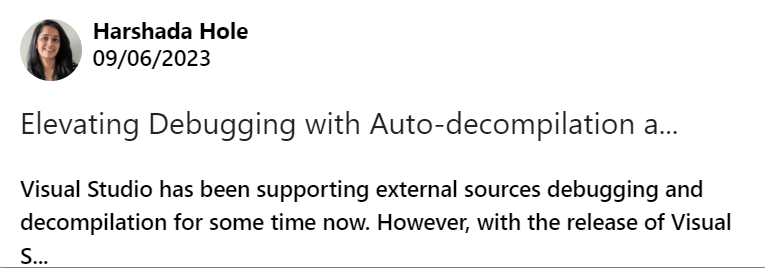 Harshada Hole
09/06/2023
Elevating Debugging with Auto-decompilation a...
Visual Studio has been supporting external sources debugging and
decompilation for some time now. However, with the release of Visual
S...